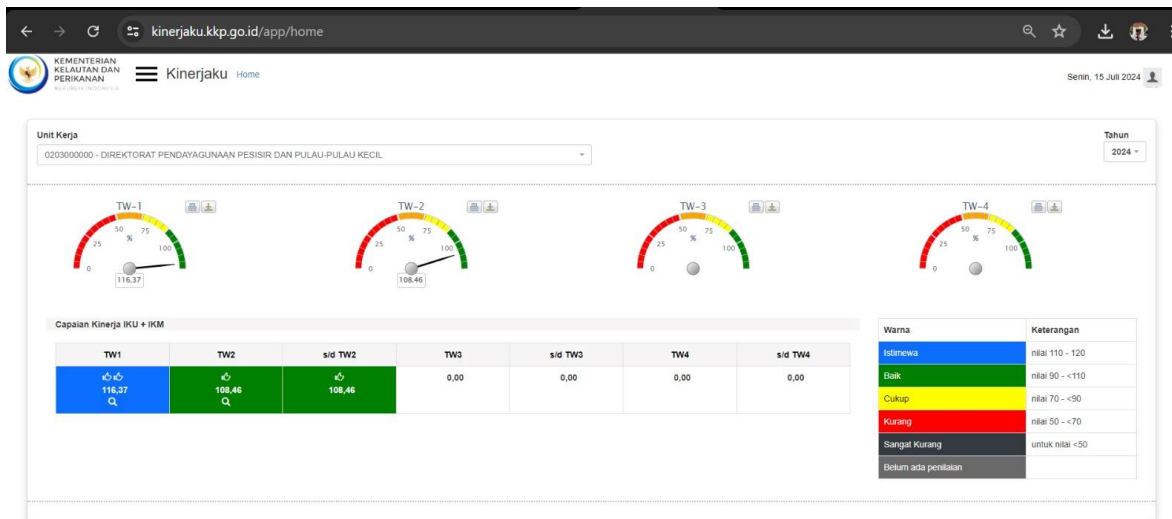 kinerjaku.kkp.go.id/app/home
KEMENTERIAN
KELAUTAN DAN
PERIKANAN
REPUBLIK INDONESIA
Kinerjaku Home
Senin, 15 Juli 2024
Unit Kerja
Tahun
0203000000 - DIREKTORAT PENDAYAGUNAAN PESISIR DAN PULAU-PULAU KECIL
2024
TW-1
0 25 50 75 100
%
116.37
TW-2
0 25 50 75 100
%
108.46
TW-3
0 25 50 75 100
%
TW-4
0 25 50 75 100
%
Capaian Kinerja IKU + IKM
TW1 TW2 s/d TW2 TW3 s/d TW3 TW4 s/d TW4
116,37 108,46 108,46 0,00 0,00 0,00 0,00
Warna Keterangan
Istimewa nilai 110 - 120
Baik nilai 90 - <110
Cukup nilai 70 - <90
Kurang nilai 50 - <70
Sangat Kurang untuk nilai <50
Belum ada penilaian